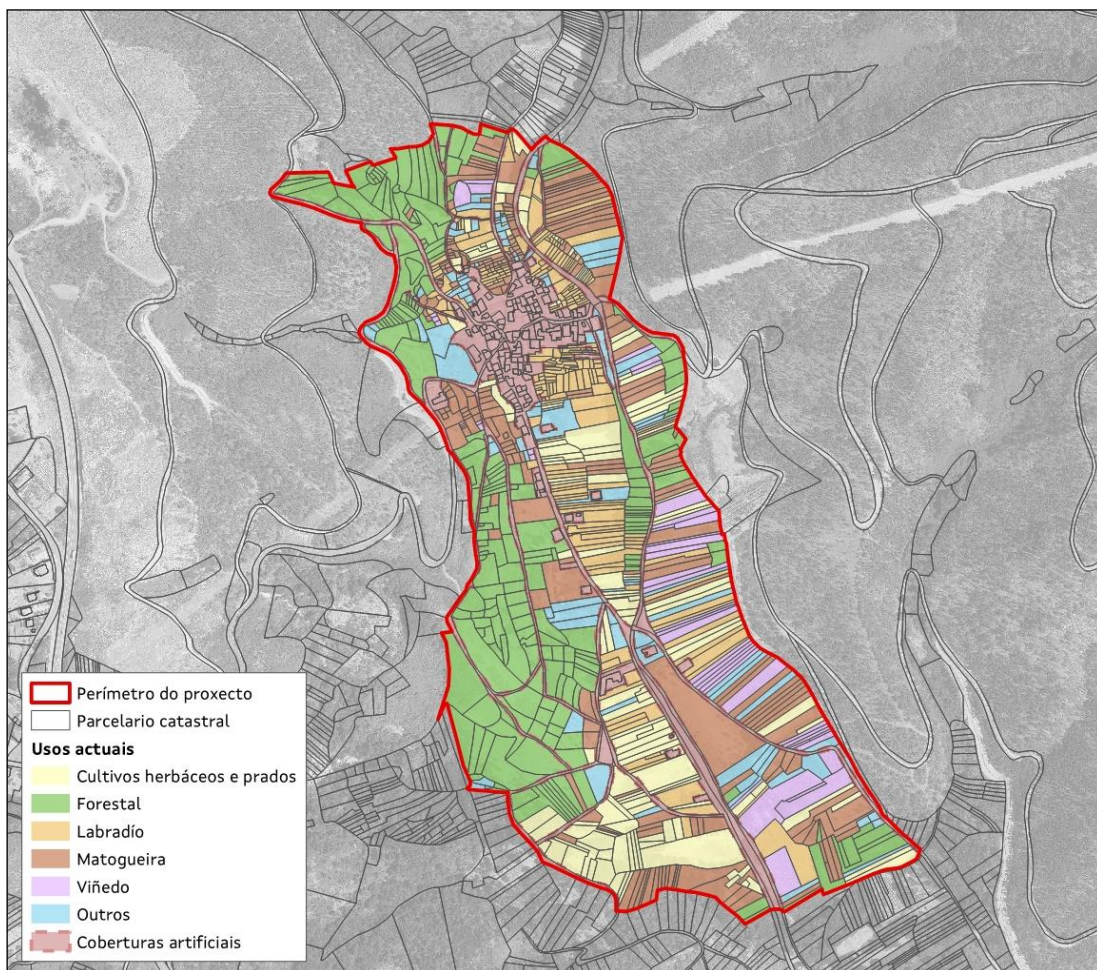 Perímetro do proxecto
Parcelario catastral
Usos actuais
Cultivos herbáceos e prados
Forestal
Labradío
Matogueira
Viñedo
Outros
Coberturas artificiais